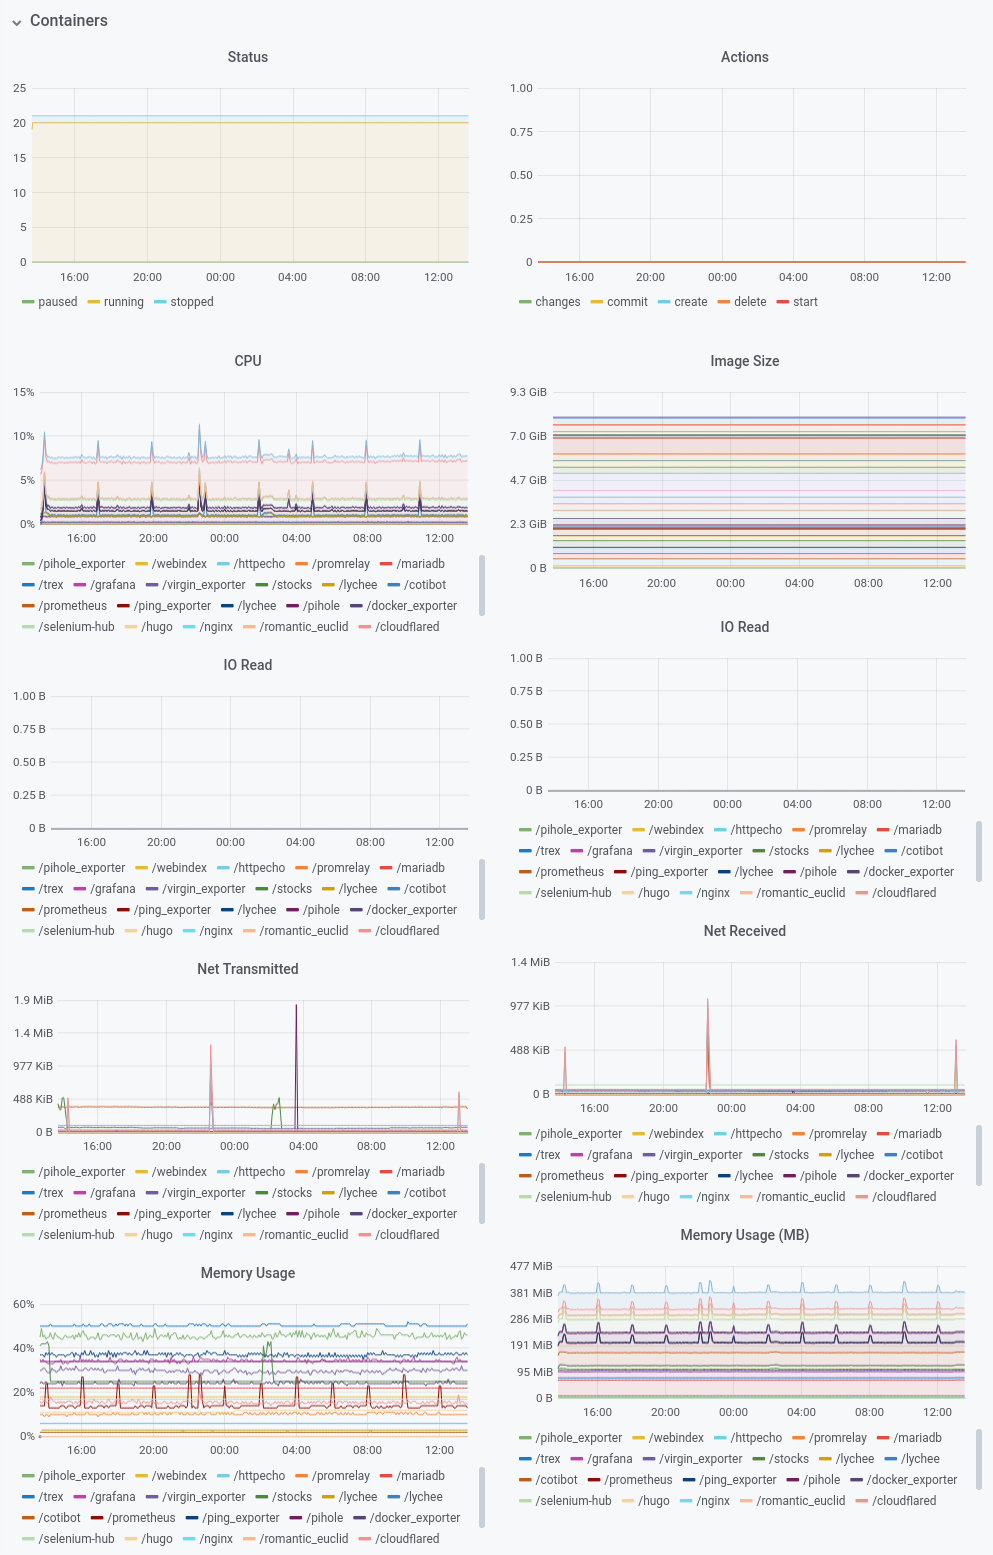 Containers
Status
25
20
15
10
5
0
16:00 20:00 00:00 04:00 08:00 12:00
paused running stopped
Actions
1.00
0.75
0.50
0.25
0
16:00 20:00 00:00 04:00 08:00 12:00
changes commit create delete start
CPU
15%
10%
5%
0%
16:00 20:00 00:00 04:00 08:00 12:00
/pihole_exporter /webindex /httpecho /promrelay /mariadb
/trex /grafana /virgin_exporter /stocks /lychee /cotibot
/prometheus /ping_exporter /lychee /pihole /docker_exporter
/selenium-hub /hugo /nginx /romantic_euclid /cloudflared
Image Size
9.3 GiB
7.0 GiB
4.7 GiB
2.3 GiB
0 B
16:00 20:00 00:00 04:00 08:00 12:00
IO Read
1.00 B
0.75 B
0.50 B
0.25 B
0 B
16:00 20:00 00:00 04:00 08:00 12:00
/pihole_exporter /webindex /httpecho /promrelay /mariadb
/trex /grafana /virgin_exporter /stocks /lychee /cotibot
/prometheus /ping_exporter /lychee /pihole /docker_exporter
/selenium-hub /hugo /nginx /romantic_euclid /cloudflared
IO Read
1.00 B
0.75 B
0.50 B
0.25 B
0 B
16:00 20:00 00:00 04:00 08:00 12:00
/pihole_exporter /webindex /httpecho /promrelay /mariadb
/trex /grafana /virgin_exporter /stocks /lychee /cotibot
/prometheus /ping_exporter /lychee /pihole /docker_exporter
/selenium-hub /hugo /nginx /romantic_euclid /cloudflared
Net Transmitted
1.9 MiB
1.4 MiB
977 KiB
488 KiB
0 B
16:00 20:00 00:00 04:00 08:00 12:00
/pihole_exporter /webindex /httpecho /promrelay /mariadb
/trex /grafana /virgin_exporter /stocks /lychee /cotibot
/prometheus /ping_exporter /lychee /pihole /docker_exporter
/selenium-hub /hugo /nginx /romantic_euclid /cloudflared
Net Received
1.4 MiB
977 KiB
488 KiB
0 B
16:00 20:00 00:00 04:00 08:00 12:00
/pihole_exporter /webindex /httpecho /promrelay /mariadb
/trex /grafana /virgin_exporter /stocks /lychee /cotibot
/prometheus /ping_exporter /lychee /pihole /docker_exporter
/selenium-hub /hugo /nginx /romantic_euclid /cloudflared
Memory Usage
60%
40%
20%
0%
16:00 20:00 00:00 04:00 08:00 12:00
/pihole_exporter /webindex /httpecho /promrelay /mariadb
/trex /grafana /virgin_exporter /stocks /lychee /lychee
/cotibot /prometheus /ping_exporter /pihole /docker_exporter
/selenium-hub /hugo /nginx /romantic_euclid /cloudflared
Memory Usage (MB)
477 MiB
381 MiB
286 MiB
191 MiB
95 MiB
0 B
16:00 20:00 00:00 04:00 08:00 12:00
/pihole_exporter /webindex /httpecho /promrelay /mariadb
/trex /grafana /virgin_exporter /stocks /lychee /lychee
/cotibot /prometheus /ping_exporter /pihole /docker_exporter
/selenium-hub /hugo /nginx /romantic_euclid /cloudflared